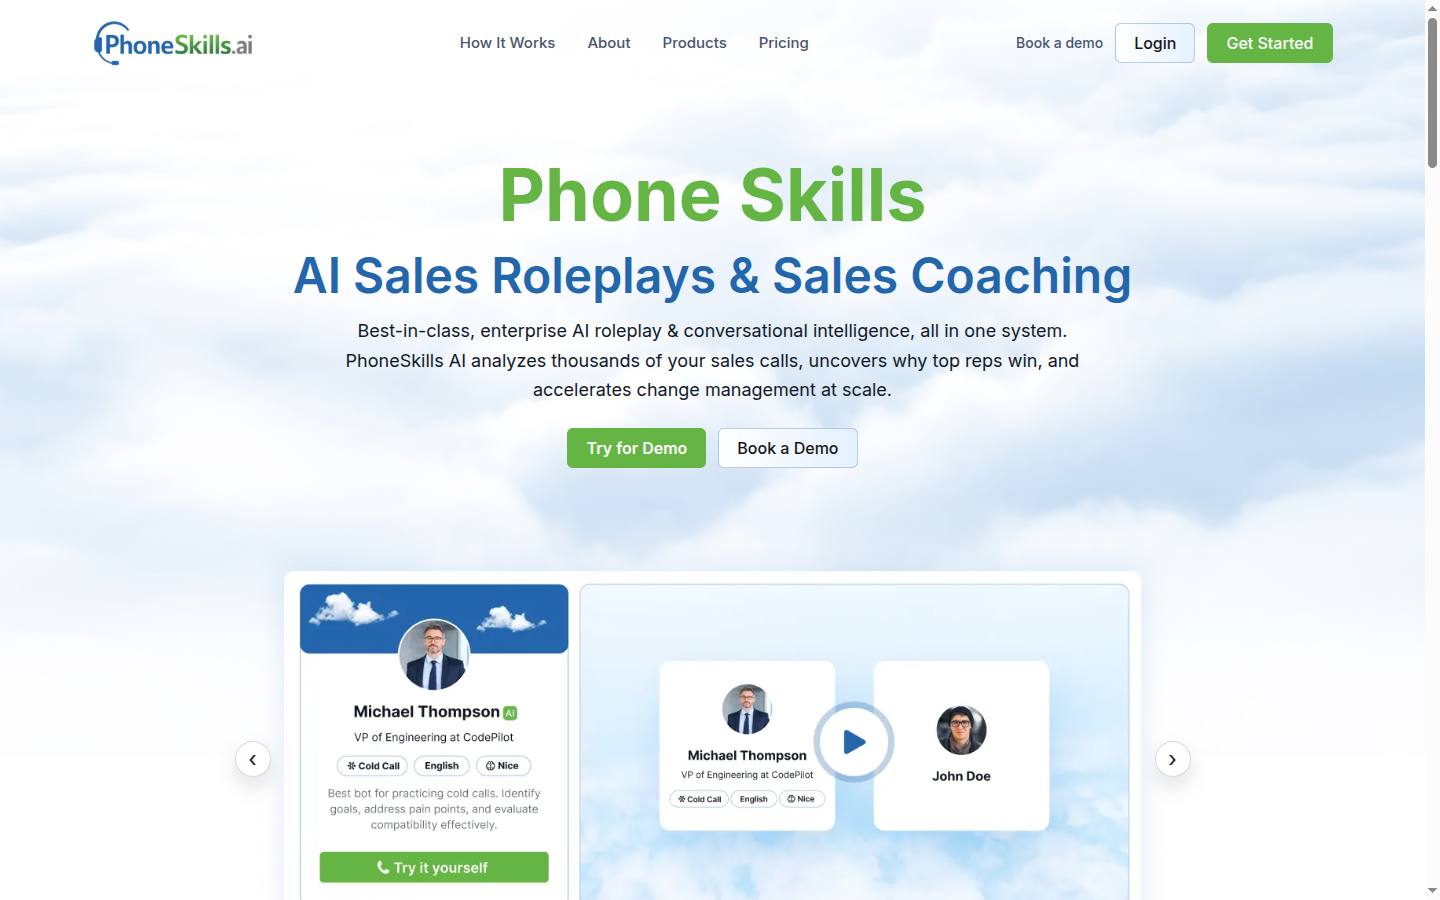 PhoneSkills.ai
How It Works
About
Products
Pricing
Book a demo
Login
Get Started
Phone Skills
AI Sales Roleplays & Sales Coaching
Best-in-class, enterprise AI roleplay & conversational intelligence, all in one system.
PhoneSkills AI analyzes thousands of your sales calls, uncovers why top reps win, and
accelerates change management at scale.
Try for Demo
Book a Demo
Michael Thompson AI
VP of Engineering at CodePilot
Cold Call
English
Nice
Best bot for practicing cold calls. Identify
goals, address pain points, and evaluate
compatibility effectively.
Try it yourself
Michael Thompson
VP of Engineering at CodePilot
Cold Call
English
Nice
John Doe